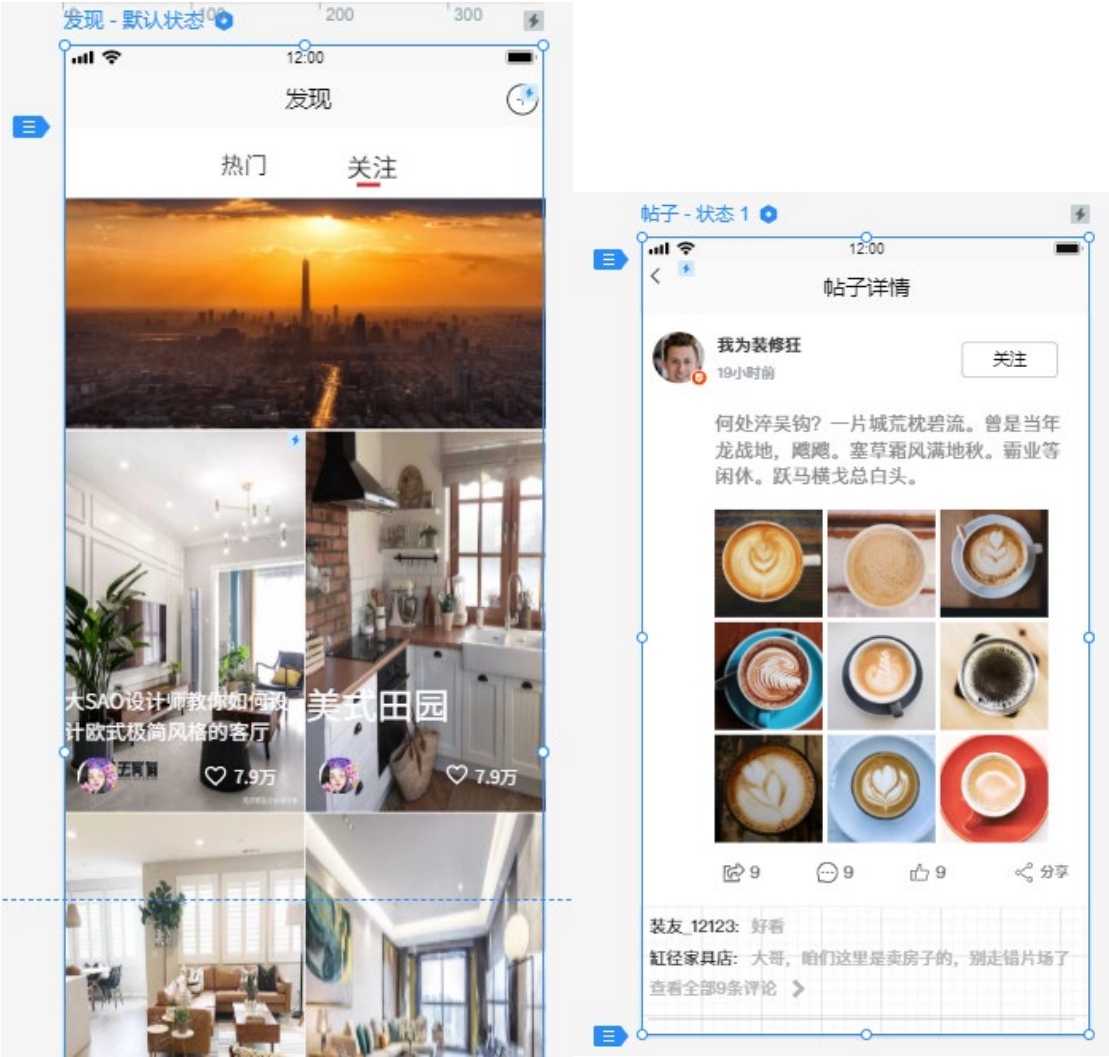 发现 - 默认状态
100
200
300
12:00
发现
热门
关注
大SAO设计师教你如何设
计欧式极简风格的客厅
7.9万
美式田园
7.9万
帖子 - 状态 1
12:00
帖子详情
我为装修狂
19小时前
关注
何处淬吴钩？一片城荒枕碧流。曾是当年
龙战地，飕飕。塞草霜风满地秋。霸业等
闲休。跃马横戈总白头。
9
9
9
分享
装友_12123: 好看
缸径家具店: 大哥，咱们这里是卖房子的，别走错片场了
查看全部9条评论